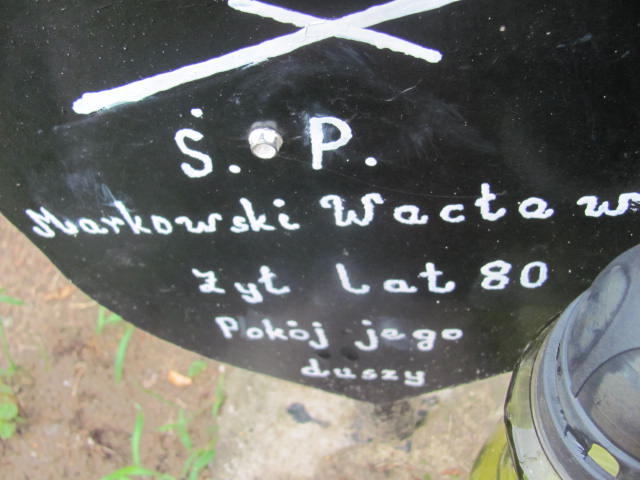 Ś. P.
Markowski Wacław
żył lat 80
Pokój jego
duszy